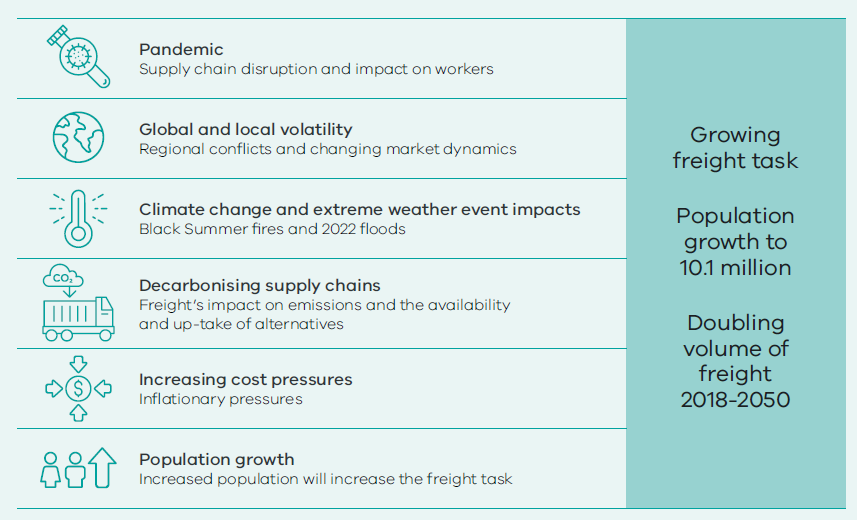 Pandemic
Supply chain disruption and impact on workers
Global and local volatility
Regional conflicts and changing market dynamics
Climate change and extreme weather event impacts
Black Summer fires and 2022 floods
CO₂
Decarbonising supply chains
Freight's impact on emissions and the availability
and up-take of alternatives
$
Increasing cost pressures
Inflationary pressures
Population growth
Increased population will increase the freight task
Growing
freight task
Population
growth to
10.1 million
Doubling
volume of
freight
2018-2050